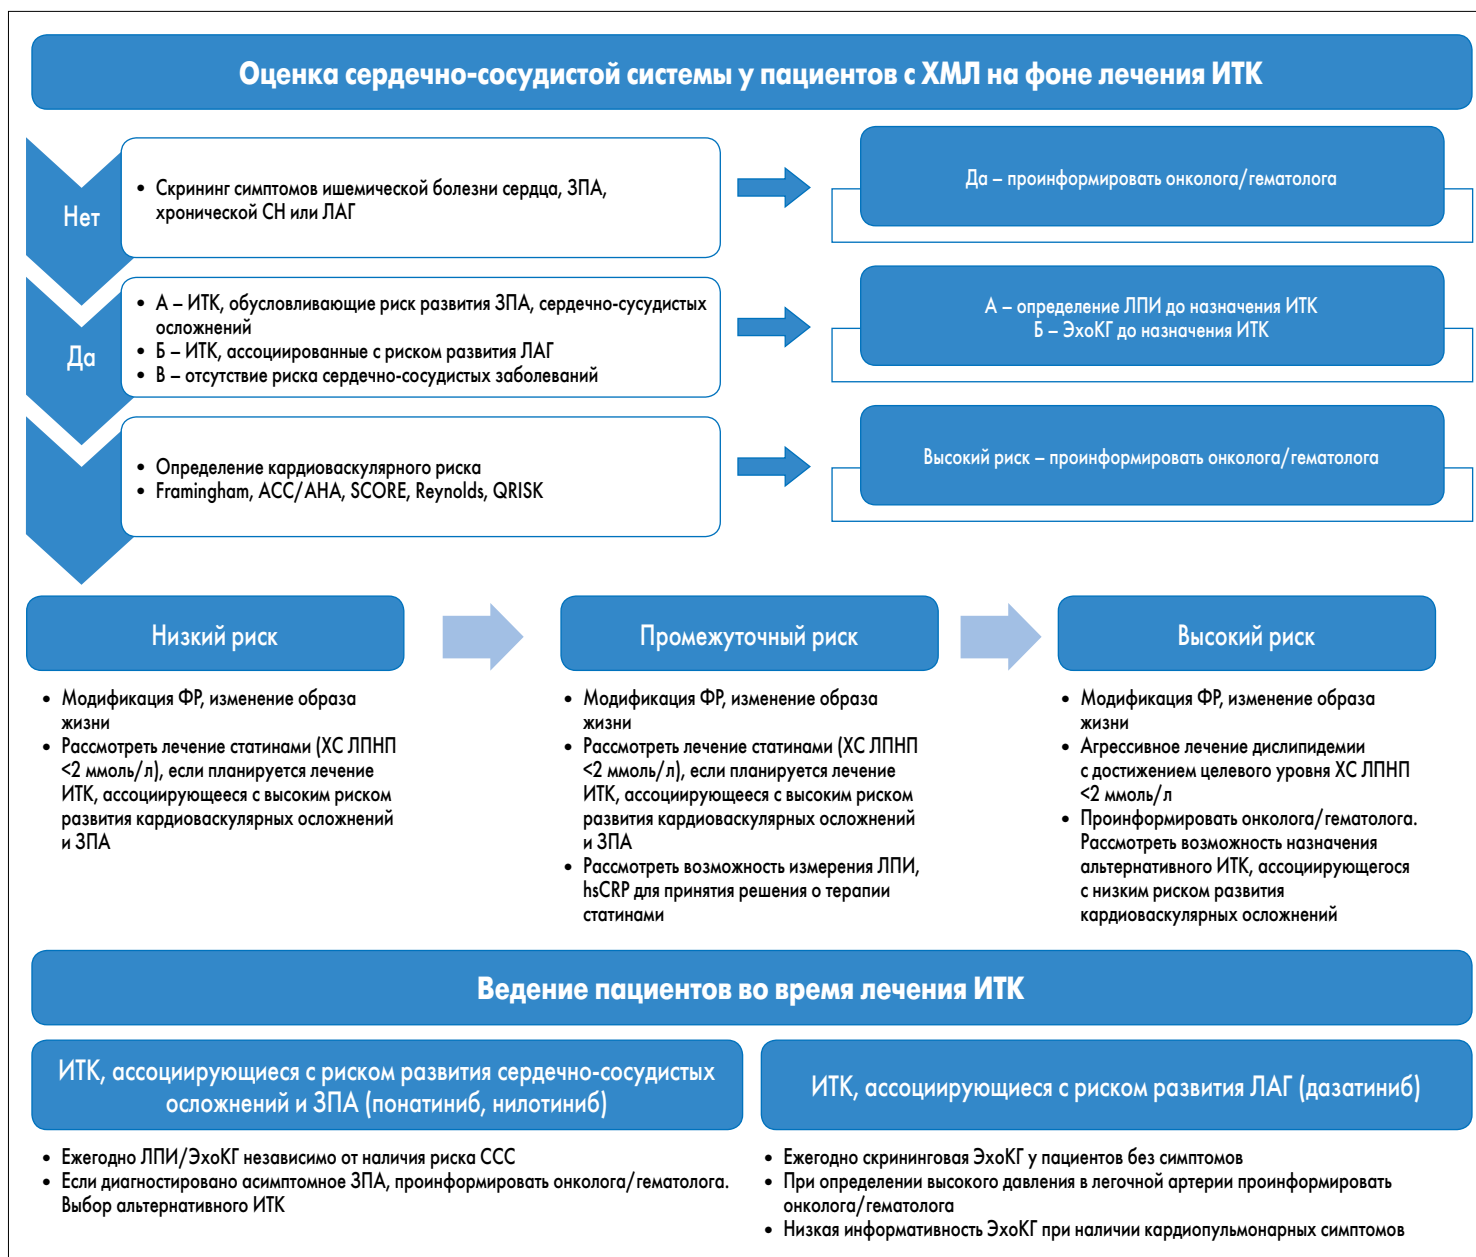 Оценка сердечно-сосудистой системы у пациентов с ХМЛ на фоне лечения ИТК
Нет
• Скрининг симптомов ишемической болезни сердца, ЗПА,
хронической СН или ЛАГ
Да – проинформировать онколога/гематолога
Да
• А – ИТК, обусловливающие риск развития ЗПА, сердечно-сусудистых
осложнений
• Б – ИТК, ассоциированные с риском развития ЛАГ
• В – отсутствие риска сердечно-сосудистых заболеваний
А – определение ЛПИ до назначения ИТК
Б – ЭхоКГ до назначения ИТК
• Определение кардиоваскулярного риска
• Framingham, ACC/AHA, SCORE, Reynolds, QRISK
Высокий риск – проинформировать онколога/гематолога
Низкий риск
• Модификация ФР, изменение образа
жизни
• Рассмотреть лечение статинами (ХС ЛПНП
<2 ммоль/л), если планируется лечение
ИТК, ассоциирующееся с высоким риском
развития кардиоваскулярных осложнений
и ЗПА
Промежуточный риск
• Модификация ФР, изменение образа
жизни
• Рассмотреть лечение статинами (ХС ЛПНП
<2 ммоль/л), если планируется лечение
ИТК, ассоциирующееся с высоким риском
развития кардиоваскулярных осложнений
и ЗПА
• Рассмотреть возможность измерения ЛПИ,
hsCRP для принятия решения о терапии
статинами
Высокий риск
• Модификация ФР, изменение образа
жизни
• Агрессивное лечение дислипидемии
с достижением целевого уровня ХС ЛПНП
<2 ммоль/л
• Проинформировать онколога/гематолога.
Рассмотреть возможность назначения
альтернативного ИТК, ассоциирующегося
с низким риском развития
кардиоваскулярных осложнений
Ведение пациентов во время лечения ИТК
ИТК, ассоциирующиеся с риском развития сердечно-сосудистых
осложнений и ЗПА (понатиниб, нилотиниб)
• Ежегодно ЛПИ/ЭхоКГ независимо от наличия риска ССС
• Если диагностировано асимптомное ЗПА, проинформировать онколога/гематолога.
Выбор альтернативного ИТК
ИТК, ассоциирующиеся с риском развития ЛАГ (дазатиниб)
• Ежегодно скрининговая ЭхоКГ у пациентов без симптомов
• При определении высокого давления в легочной артерии проинформировать
онколога/гематолога
• Низкая информативность ЭхоКГ при наличии кардиопульмонарных симптомов